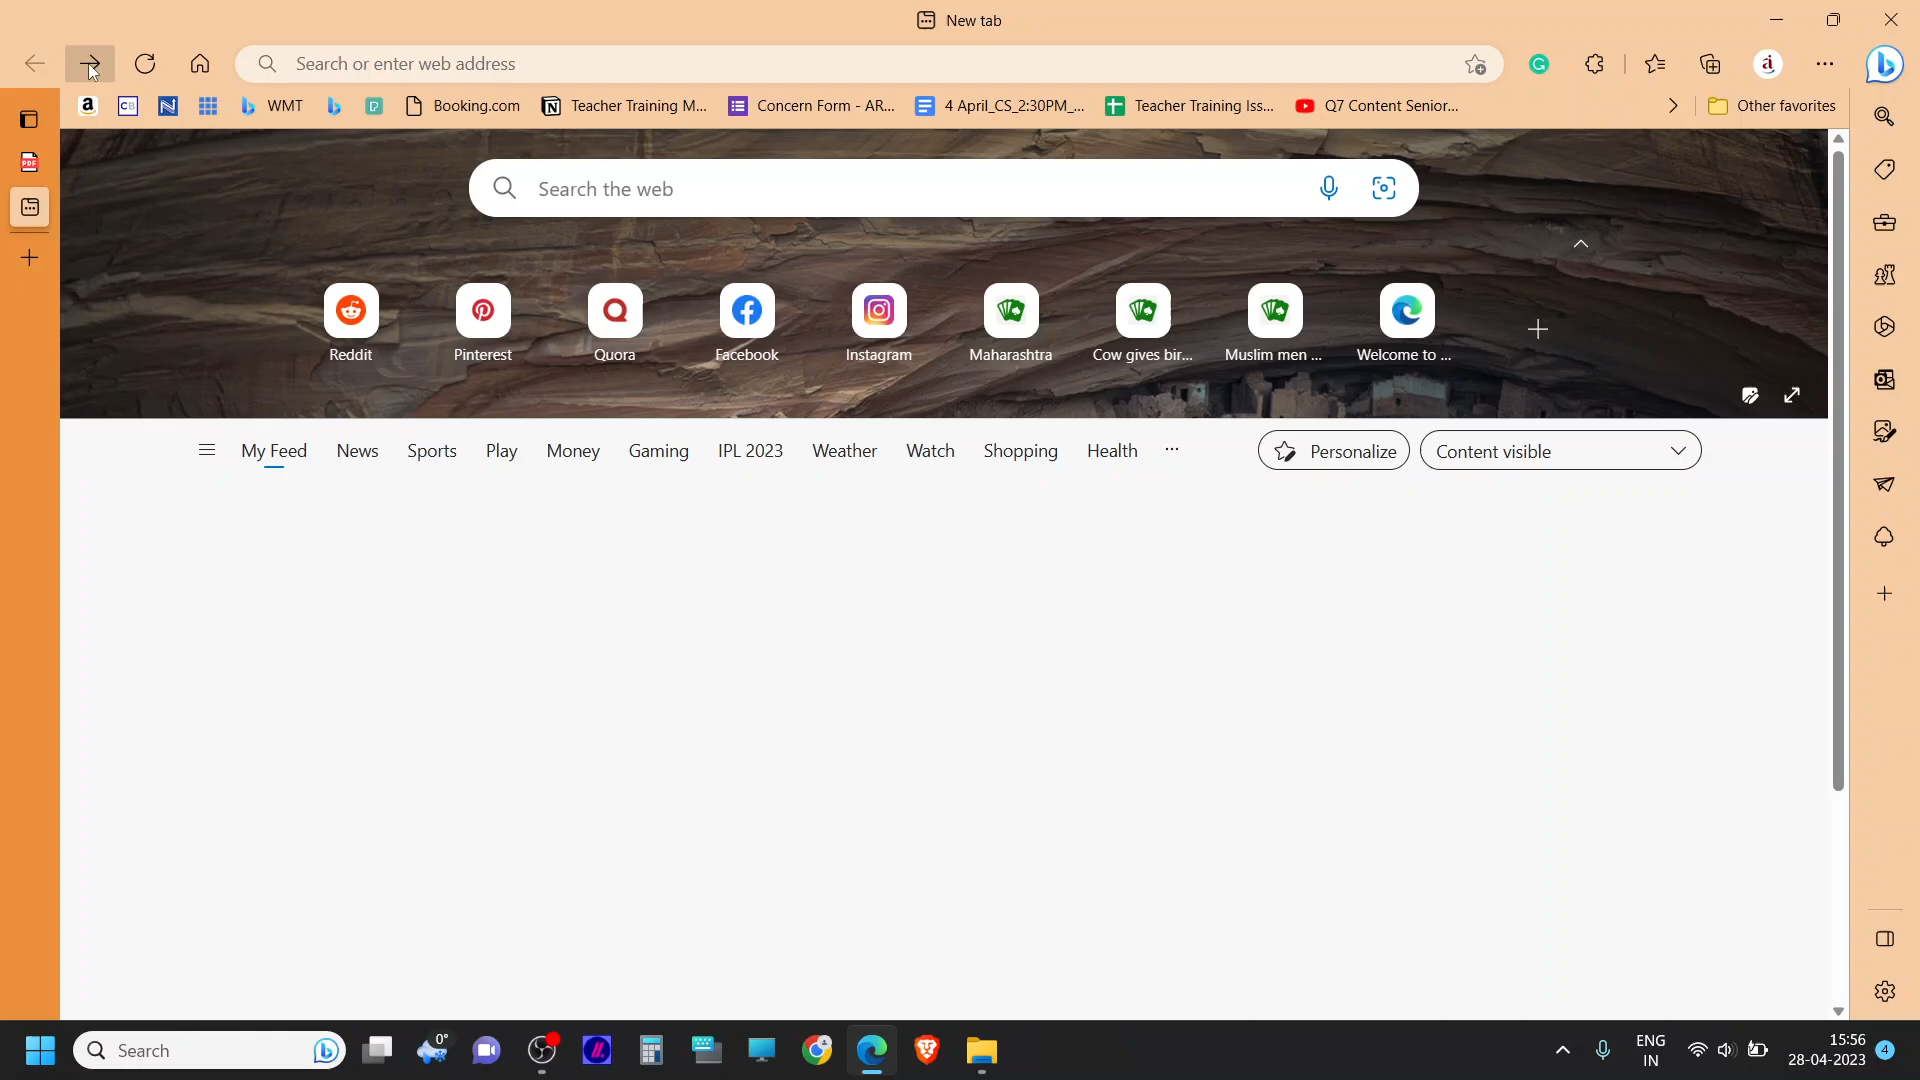 New tab
Search or enter web address
WMT
Booking.com
Teacher Training M...
Concern Form - AR...
4 April_CS_2:30PM_...
Teacher Training Iss...
Q7 Content Senior...
Other favorites
Search the web
Reddit
Pinterest
Quora
Facebook
Instagram
Maharashtra
Cow gives bir...
Muslim men ...
Welcome to ...
My Feed
News
Sports
Play
Money
Gaming
IPL 2023
Weather
Watch
Shopping
Health
Personalize
Content visible
Search
0°
ENG
IN
15:56
28-04-2023
4